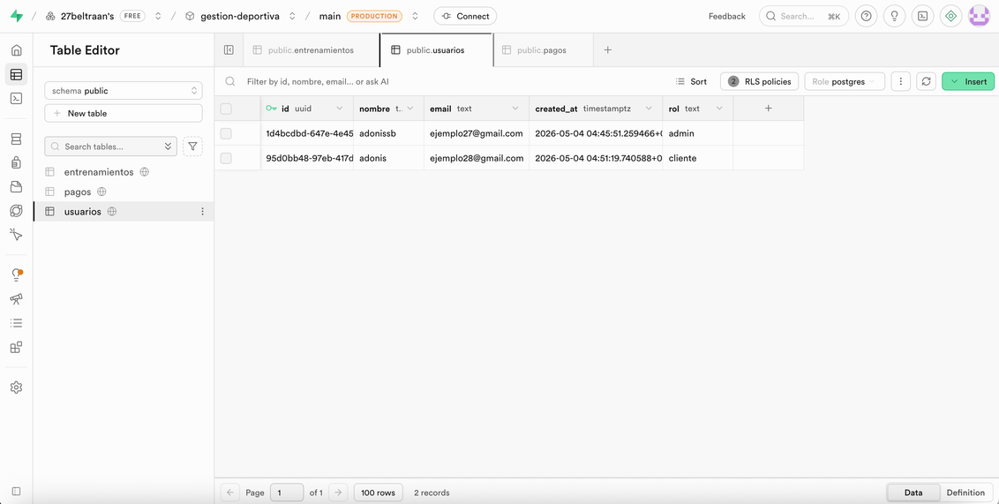 / 27beltraan's FREE / gestion-deportiva / main PRODUCTION Connect Feedback Search... ⌘K
Table Editor
public.entrenamientos public.usuarios public.pagos
schema public
Filter by id, nombre, email... or ask AI Sort 2 RLS policies Role postgres Insert
New table
id uuid nombre t.. email text created_at timestamptz rol text
1d4bcdbd-647e-4e45 adonissb ejemplo27@gmail.com 2026-05-04 04:45:51.259466+0 admin
Search tables...
95d0bb48-97eb-417d adonis ejemplo28@gmail.com 2026-05-04 04:51:19.740588+0 cliente
entrenamientos
pagos
usuarios
Page 1 of 1 100 rows 2 records Data Definition